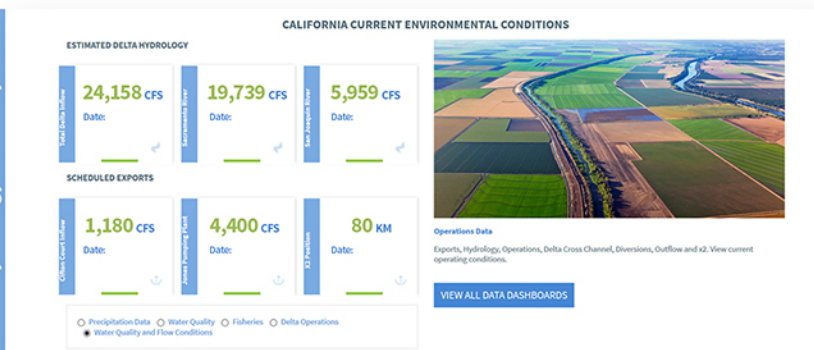 CALIFORNIA CURRENT ENVIRONMENTAL CONDITIONS
ESTIMATED DELTA HYDROLOGY
Total Delta Inflow
24,158 CFS
Date:
Sacramento River
19,739 CFS
Date:
San Joaquin River
5,959 CFS
Date:
SCHEDULED EXPORTS
Clifton Court Inflow
1,180 CFS
Date:
Jones Pumping Plant
4,400 CFS
Date:
X2 Position
80 KM
Date:
Precipitation Data Water Quality Fisheries Delta Operations
Water Quality and Flow Conditions
Operations Data
Exports, Hydrology, Operations, Delta Cross Channel, Diversions, Outflow and x2. View current
operating conditions.
VIEW ALL DATA DASHBOARDS